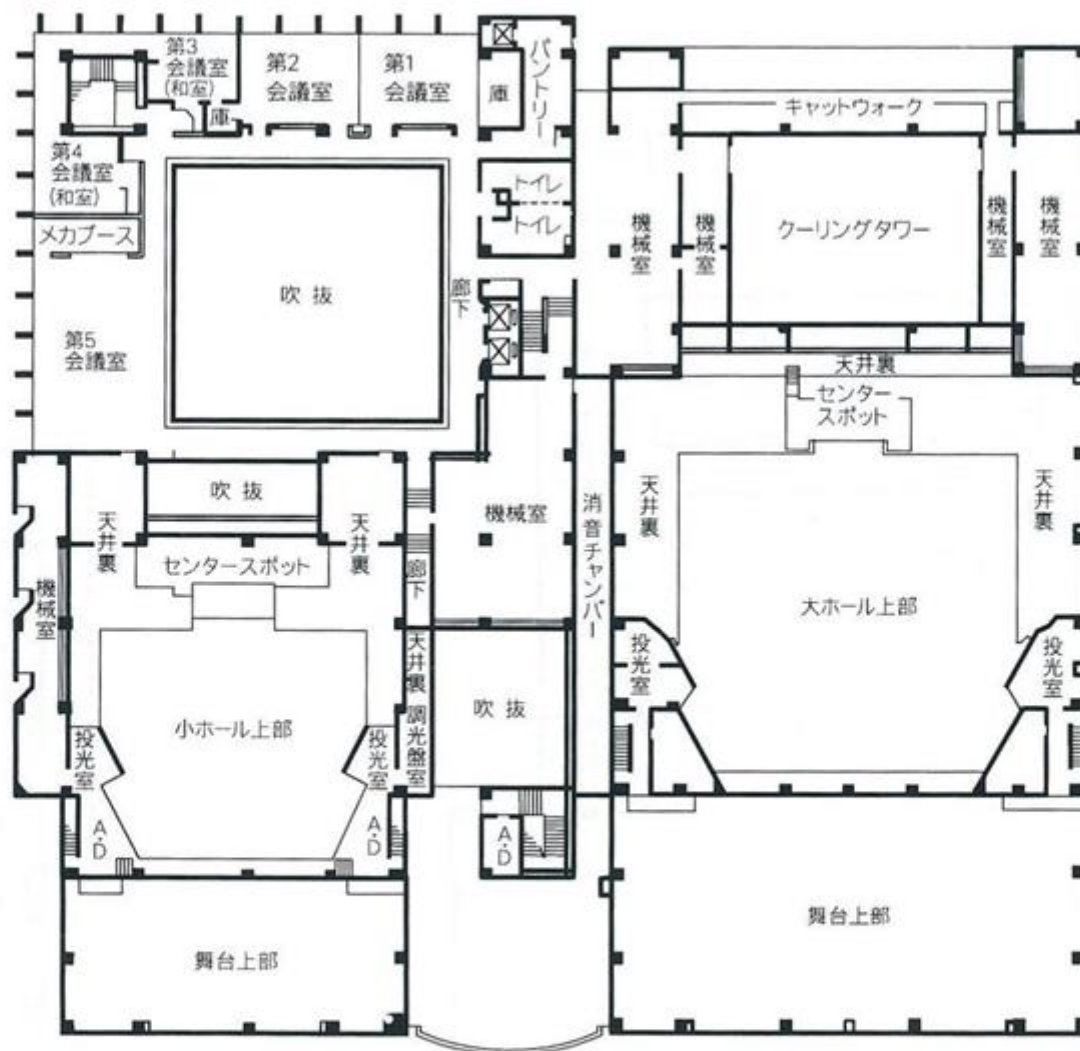 第3
会議室
(和室)
第2
会議室
第1
会議室
庫
庫
パントリー
第4
会議室
(和室)
メカブース
トイレ
トイレ
吹抜
廊下
第5
会議室
キャットウォーク
機械室
機械室
クーリングタワー
機械室
機械室
天井裏
センター
スポット
天井裏
天井裏
大ホール上部
投光室
投光室
吹抜
天井裏
天井裏
センタースポット
機械室
廊下
機械室
消音チャンバー
天井裏
調光盤室
吹抜
小ホール上部
投光室
投光室
A・D
A・D
A・D
舞台上部
舞台上部